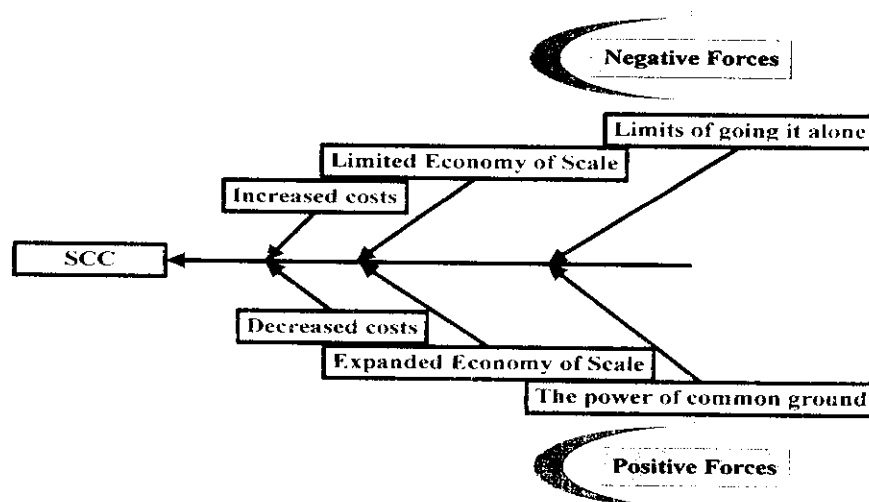 Negative Forces
Limits of going it alone
Limited Economy of Scale
Increased costs
SCC
Decreased costs
Expanded Economy of Scale
The power of common ground
Positive Forces